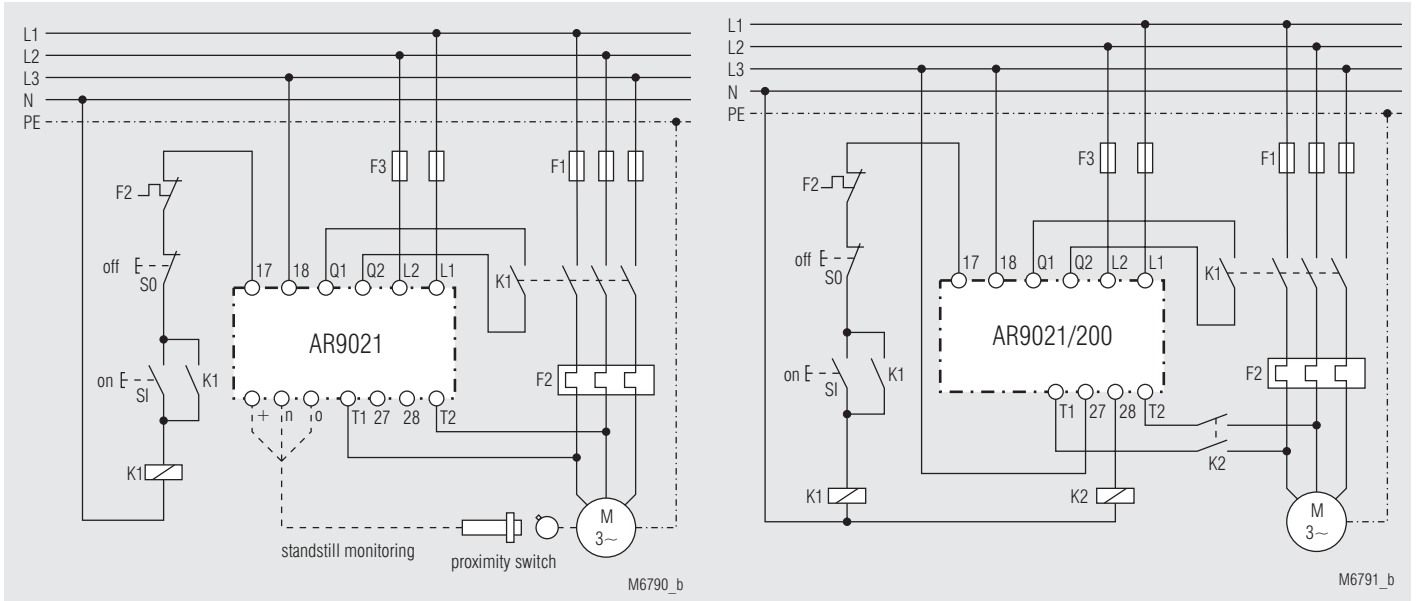 L1
L2
L3
N
PE
F3
F1
F2
off
S0
17
18
Q1
Q2
L2
L1
K1
AR9021
on
SI
K1
F2
+
n
o
T1
27
28
T2
K1
M
3~
standstill monitoring
proximity switch
M6790_b
L1
L2
L3
N
PE
F3
F1
F2
off
S0
17
18
Q1
Q2
L2
L1
K1
AR9021/200
on
SI
K1
F2
T1
27
28
T2
K2
K1
K2
M
3~
M6791_b